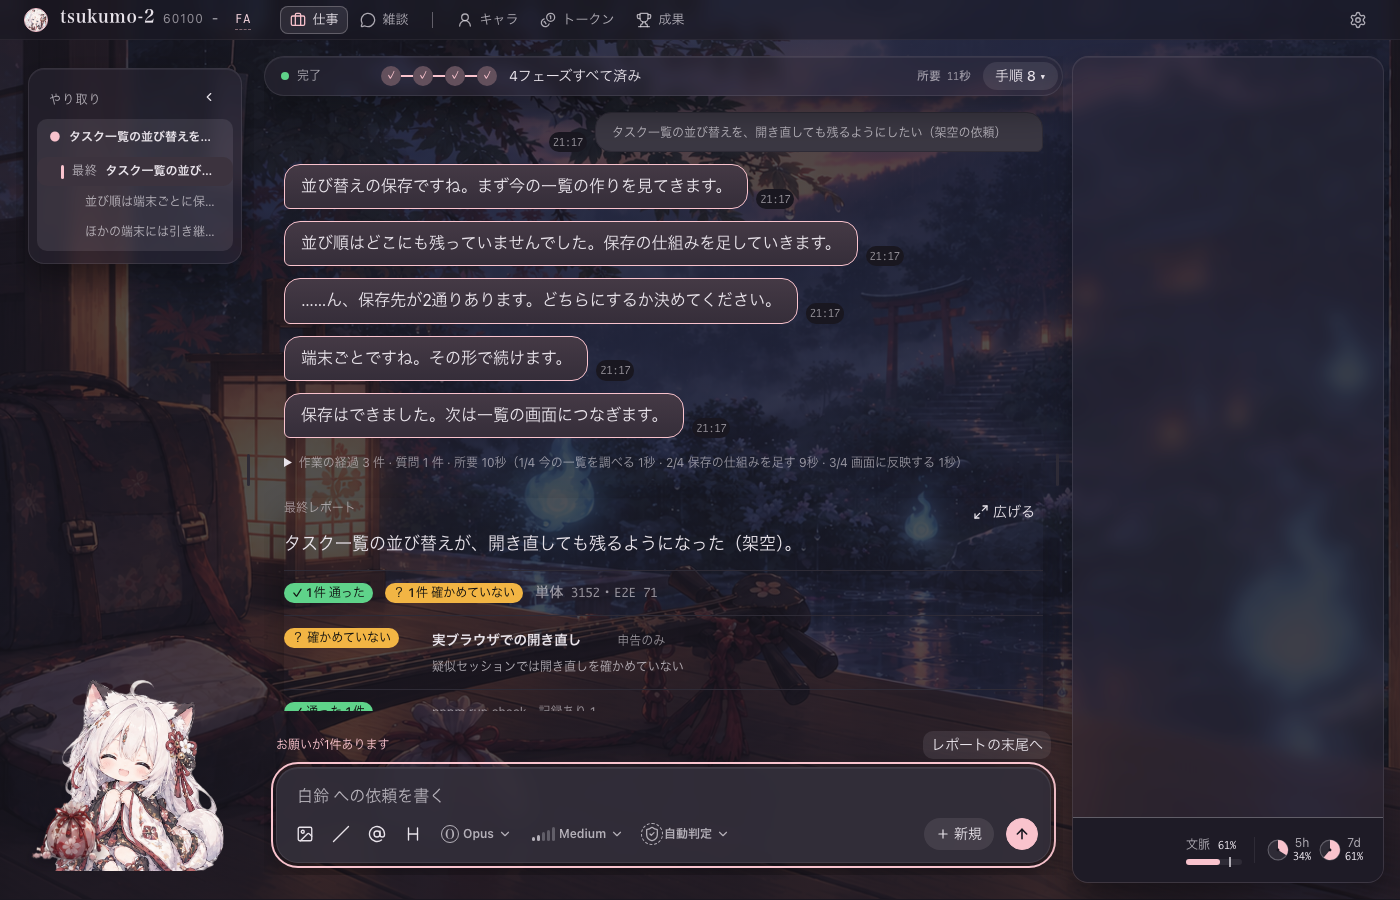 tsukumo-2 60100 - FA 仕事 雑談 キャラ トークン 成果
やり取り
タスク一覧の並び替えを...
最終 タスク一覧の並び...
並び順は端末ごとに保...
ほかの端末には引き継...
完了 4フェーズすべて済み 所要 11秒 手順 8
タスク一覧の並び替えを、開き直しても残るようにしたい（架空の依頼）
21:17
並び替えの保存ですね。まず今の一覧の作りを見てきます。
21:17
並び順はどこにも残っていませんでした。保存の仕組みを足していきます。
21:17
……ん、保存先が2通りあります。どちらにするか決めてください。
21:17
端末ごとですね。その形で続けます。
21:17
保存はできました。次は一覧の画面につなぎます。
21:17
作業の経過 3 件 · 質問 1 件 · 所要 10秒（1/4 今の一覧を調べる 1秒 · 2/4 保存の仕組みを足す 9秒 · 3/4 画面に反映する 1秒）
最終レポート
広げる
タスク一覧の並び替えが、開き直しても残るようになった（架空）。
✓ 1件 通った ? 1件 確かめていない 単体 3152・E2E 71
? 確かめていない 実ブラウザでの開き直し 申告のみ
疑似セッションでは開き直しを確かめていない
✓ 通った 1件
お願いが1件あります
レポートの末尾へ
白鈴 への依頼を書く
Opus Medium 自動判定 + 新規
文脈 61%
5h 34%
7d 61%